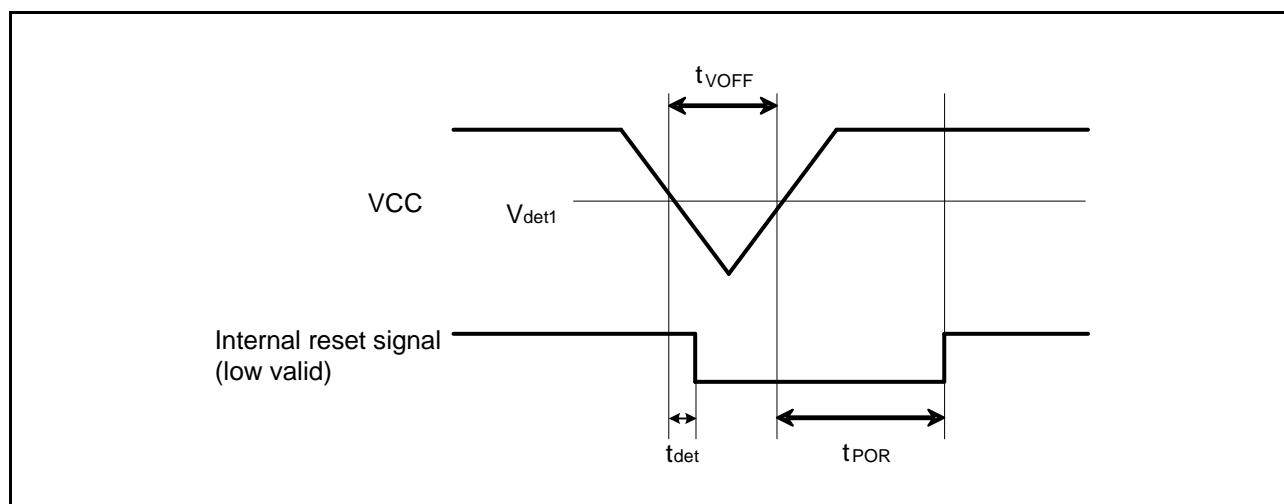 tVOFF
VCC
Vdet1
Internal reset signal
(low valid)
tdet
tPOR